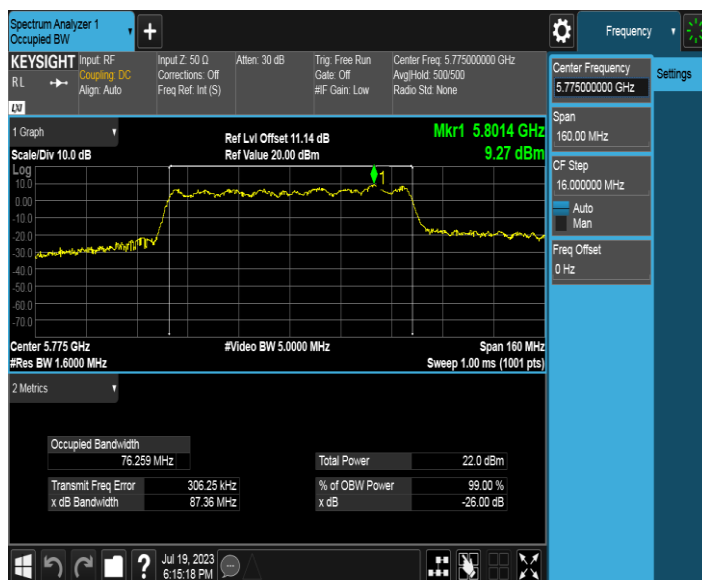 Spectrum Analyzer 1
Occupied BW
+
Frequency
KEYSIGHT
Input: RF
Coupling: DC
Align: Auto
Input Z: 50 Ω
Corrections: Off
Freq Ref: Int (S)
Atten: 30 dB
Trig: Free Run
Gate: Off
#IF Gain: Low
Center Freq: 5.775000000 GHz
Avg|Hold: 500/500
Radio Std: None
RL
LXI
Center Frequency
5.775000000 GHz
Settings
Span
160.00 MHz
CF Step
16.000000 MHz
Auto
Man
Freq Offset
0 Hz
1 Graph
Scale/Div 10.0 dB
Ref Lvl Offset 11.14 dB
Ref Value 20.00 dBm
Mkr1 5.8014 GHz
9.27 dBm
Log
10.0
0.00
-10.0
-20.0
-30.0
-40.0
-50.0
-60.0
-70.0
1
Center 5.775 GHz
#Video BW 5.0000 MHz
Span 160 MHz
#Res BW 1.6000 MHz
Sweep 1.00 ms (1001 pts)
2 Metrics
Occupied Bandwidth
76.259 MHz
Total Power 22.0 dBm
Transmit Freq Error 306.25 kHz
% of OBW Power 99.00 %
x dB Bandwidth 87.36 MHz
x dB -26.00 dB
?
Jul 19, 2023
6:15:18 PM